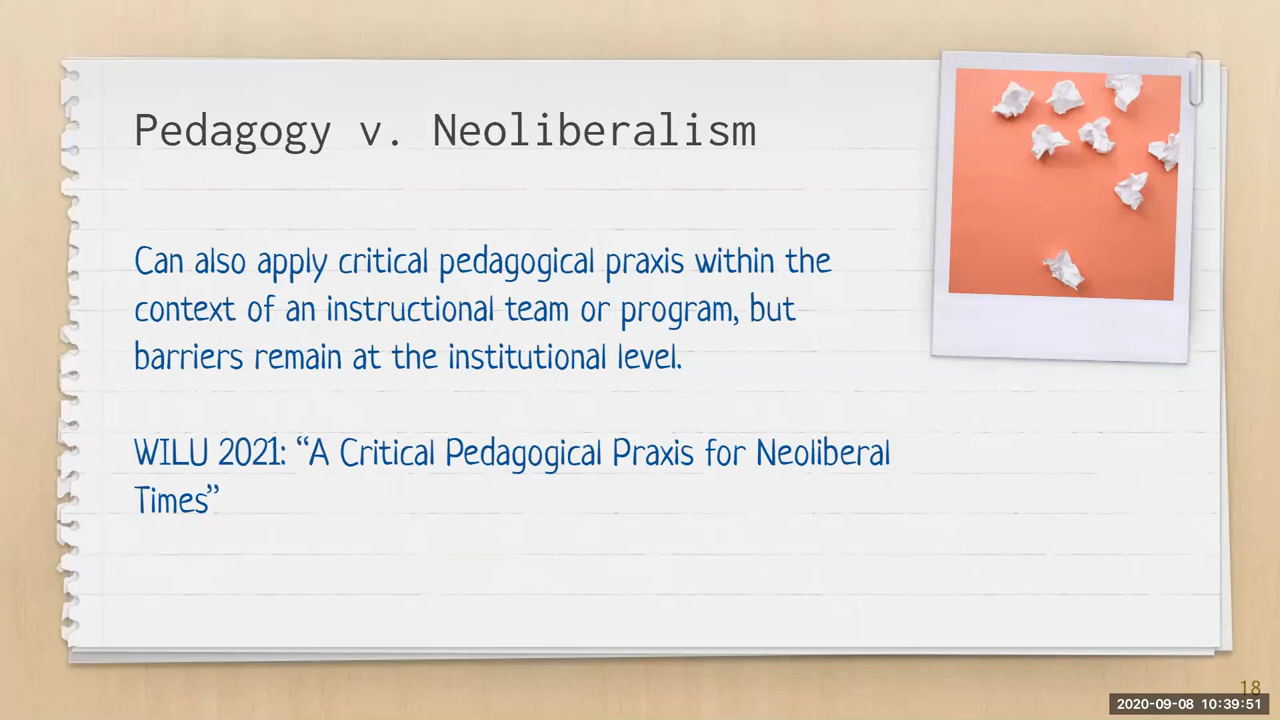 Pedagogy v. Neoliberalism
Can also apply critical pedagogical praxis within the
context of an instructional team or program, but
barriers remain at the institutional level.
WILU 2021: “A Critical Pedagogical Praxis for Neoliberal
Times”
18
2020-09-08 10:39:51